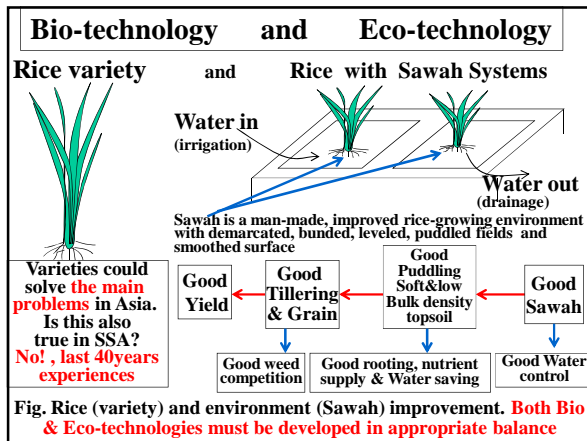 Bio-technology and Eco-technology
Rice variety and Rice with Sawah Systems
Water in
(irrigation)
Water out
(drainage)
Sawah is a man-made, improved rice-growing environment
with demarcated, bunded, leveled, puddled fields and
smoothed surface
Varieties could
solve the main
problems in Asia.
Is this also
true in SSA?
No! , last 40years
experiences
Good
Yield
Good
Tillering
& Grain
Good
Puddling
Soft&low
Bulk density
topsoil
Good
Sawah
Good weed
competition
Good rooting, nutrient
supply & Water saving
Good Water
control
Fig. Rice (variety) and environment (Sawah) improvement. Both Bio
& Eco-technologies must be developed in appropriate balance